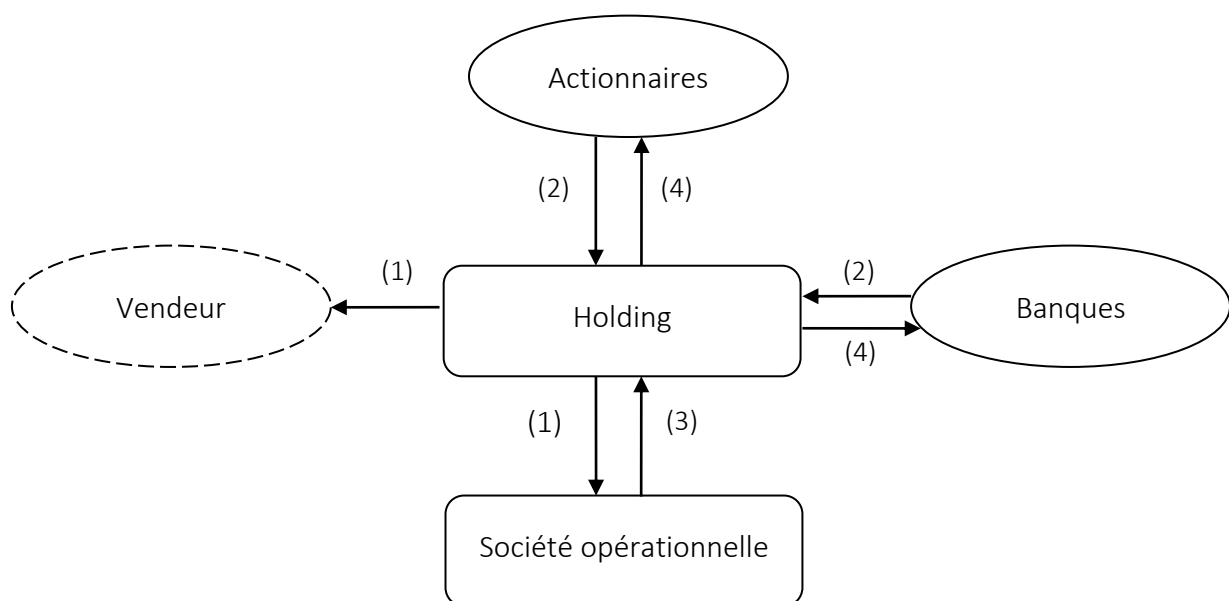 Actionnaires
(2)
(4)
Vendeur
(1)
Holding
(2)
(4)
Banques
(1)
(3)
Société opérationnelle